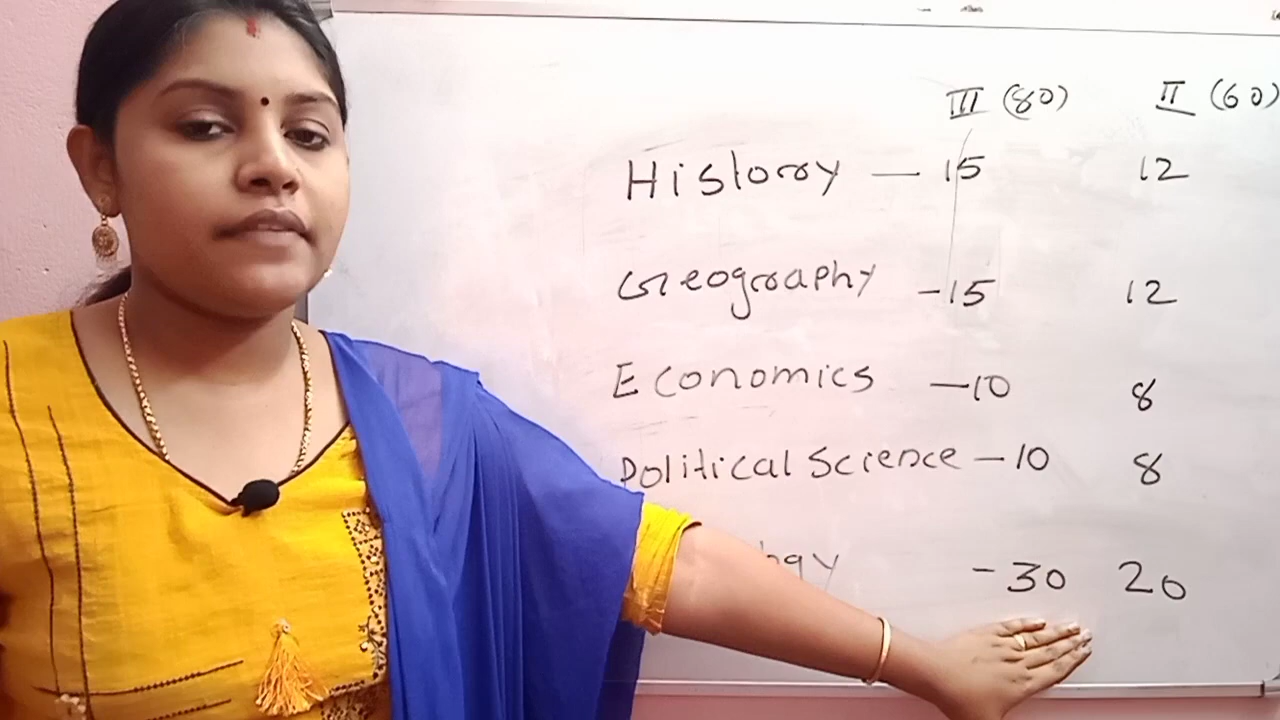 III (80) II (60)
History — 15 12
Geography -15 12
Economics —10 8
Political Science —10 8
-30 20